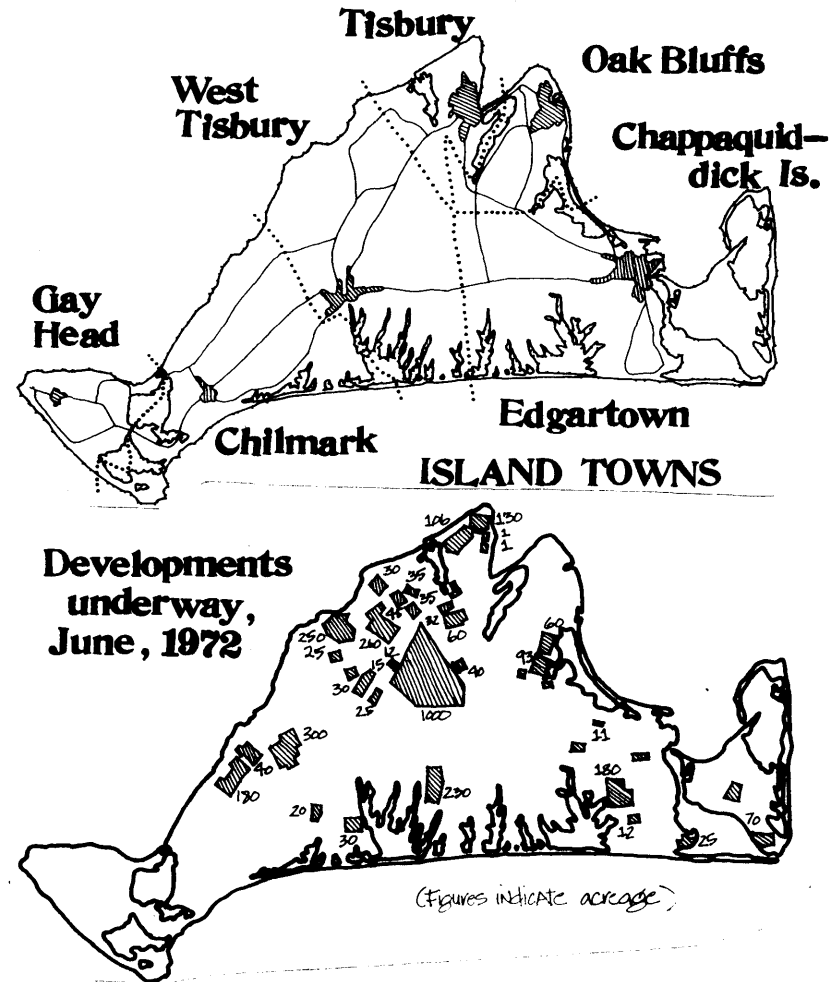 Tisbury
Oak Bluffs
West
Tisbury
Chappaquid-
dick Is.
Gay
Head
Edgartown
Chilmark
ISLAND TOWNS
Developments
underway,
June, 1972
106
130
1
1
30
35
35
45
32
60
250
260
25
12
15
30
25
40
1000
60
93
300
40
180
11
180
230
20
30
12
70
25
(Figures indicate acreage)